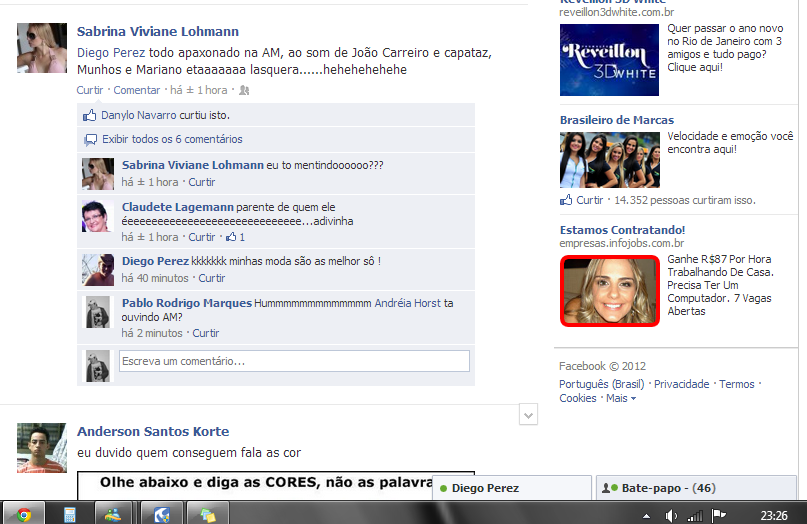 Sabrina Viviane Lohmann
Diego Perez todo apaxonado na AM, ao som de João Carreiro e capataz,
Munhos e Mariano etaaaaaaa lasquera......hehehehehehe
Curtir · Comentar · há ± 1 hora ·
Danylo Navarro curtiu isto.
Exibir todos os 6 comentários
Sabrina Viviane Lohmann eu to mentindoooooo???
há ± 1 hora · Curtir
Claudete Lagemann parente de quem ele
éeeeeeeeeeeeeeeeeeeeeeeeeeeee...adivinha
há ± 1 hora · Curtir · 1
Diego Perez kkkkkkk minhas moda são as melhor sô !
há 40 minutos · Curtir
Pablo Rodrigo Marques Hummmmmmmmmmmmm Andréia Horst ta
ouvindo AM?
há 2 minutos · Curtir
Escreva um comentário...
Anderson Santos Korte
eu duvido quem conseguem fala as cor
Olhe abaixo e diga as CORES, não as palavra
Reveillon 3D White
reveillon3dwhite.com.br
Reveillon
3D WHITE
Quer passar o ano novo
no Rio de Janeiro com 3
amigos e tudo pago?
Clique aqui!
Brasileiro de Marcas
Velocidade e emoção você
encontra aqui!
Curtir · 14.352 pessoas curtiram isso.
Estamos Contratando!
empresas.infojobs.com.br
Ganhe R$87 Por Hora
Trabalhando De Casa.
Precisa Ter Um
Computador. 7 Vagas
Abertas
Facebook © 2012
Português (Brasil) · Privacidade · Termos ·
Cookies · Mais
Diego Perez
Bate-papo - (46)
23:26